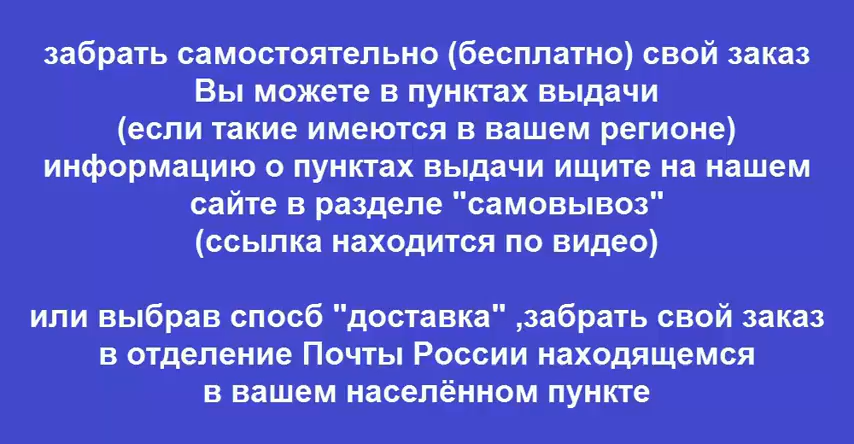 забрать самостоятельно (бесплатно) свой заказ
Вы можете в пунктах выдачи
(если такие имеются в вашем регионе)
информацию о пунктах выдачи ищите на нашем
сайте в разделе "самовывоз"
(ссылка находится по видео)
или выбрав спосб "доставка" ,забрать свой заказ
в отделение Почты России находящемся
в вашем населённом пункте